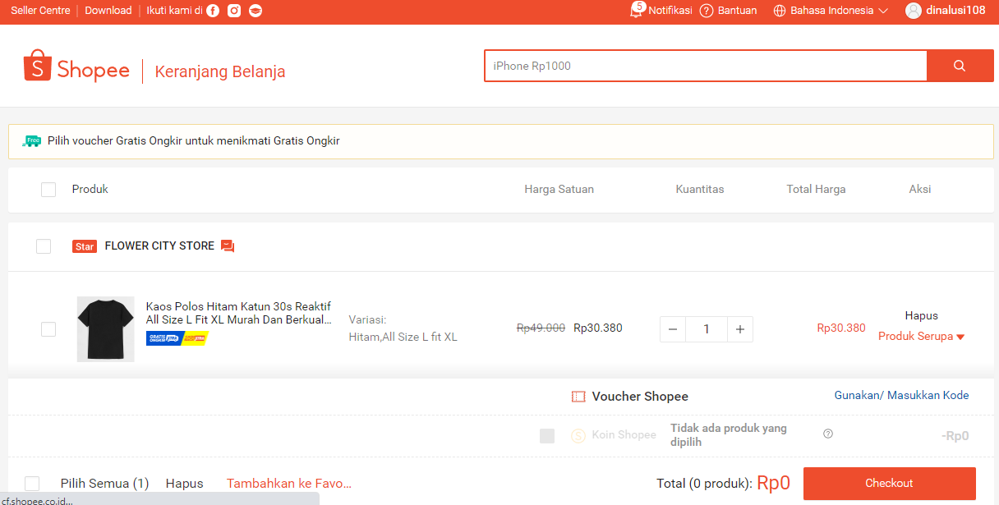 Seller Centre Download Ikuti kami di 5 Notifikasi Bantuan Bahasa Indonesia dinalusi108
Shopee Keranjang Belanja iPhone Rp1000
Free Pilih voucher Gratis Ongkir untuk menikmati Gratis Ongkir
Produk Harga Satuan Kuantitas Total Harga Aksi
Star FLOWER CITY STORE
Kaos Polos Hitam Katun 30s Reaktif
All Size L Fit XL Murah Dan Berkual...
GRATIS ONGKIR XTRA
Variasi:
Hitam,All Size L fit XL
Rp49.000 Rp30.380 − 1 + Rp30.380
Hapus
Produk Serupa
Voucher Shopee Gunakan/ Masukkan Kode
Koin Shopee Tidak ada produk yang
dipilih -Rp0
Pilih Semua (1) Hapus Tambahkan ke Favo... Total (0 produk): Rp0 Checkout
cf.shopee.co.id...